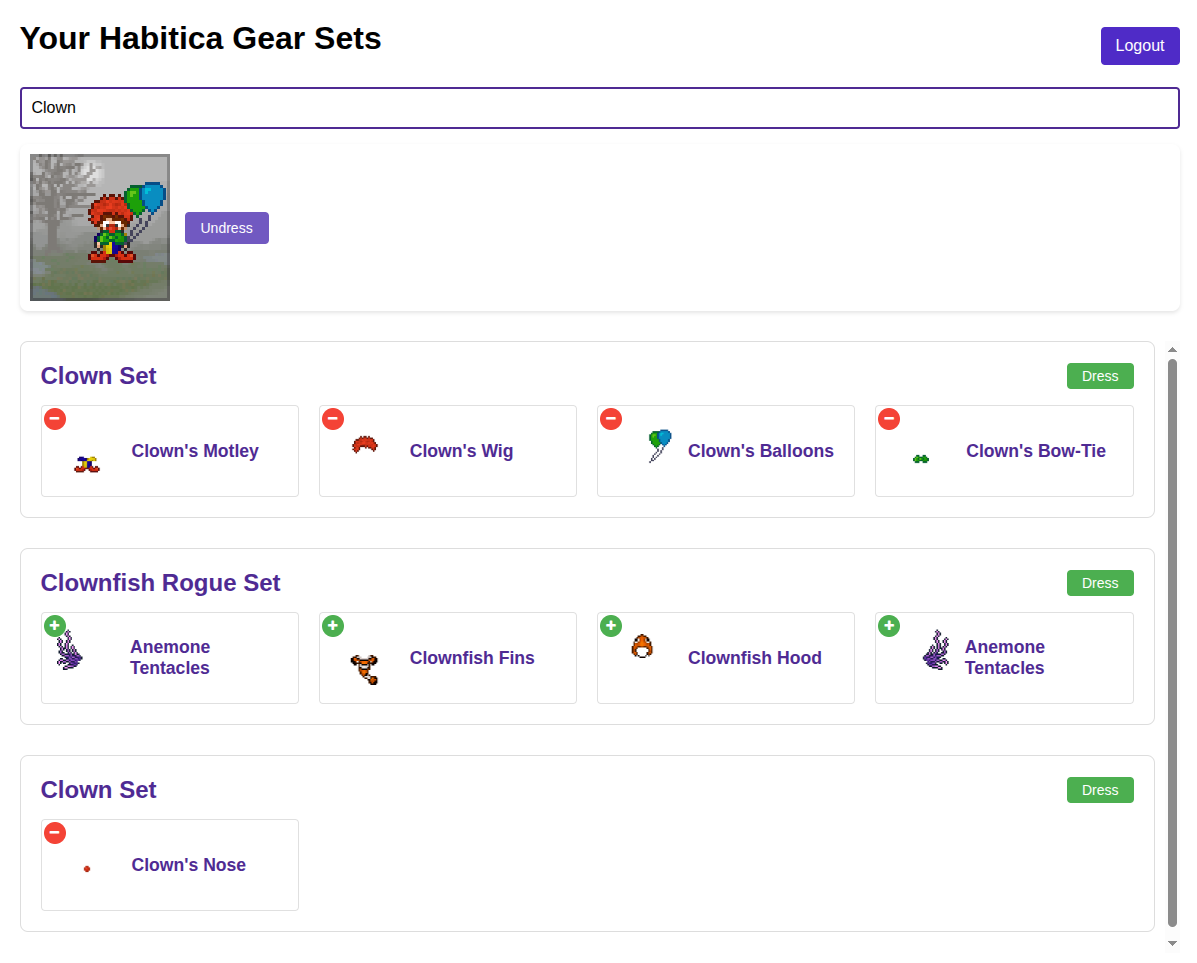 Your Habitica Gear Sets
Logout
Clown
Undress
Clown Set
Dress
Clown's Motley
Clown's Wig
Clown's Balloons
Clown's Bow-Tie
Clownfish Rogue Set
Dress
Anemone
Tentacles
Clownfish Fins
Clownfish Hood
Anemone
Tentacles
Clown Set
Dress
Clown's Nose